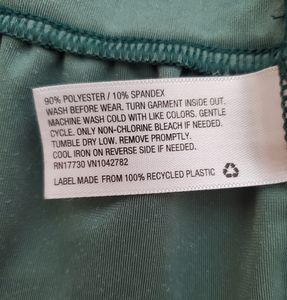 90% POLYESTER / 10% SPANDEX
WASH BEFORE WEAR. TURN GARMENT INSIDE OUT.
MACHINE WASH COLD WITH LIKE COLORS. GENTLE
CYCLE. ONLY NON-CHLORINE BLEACH IF NEEDED.
TUMBLE DRY LOW. REMOVE PROMPTLY.
COOL IRON ON REVERSE SIDE IF NEEDED.
RN17730 VN1042782
LABEL MADE FROM 100% RECYCLED PLASTIC